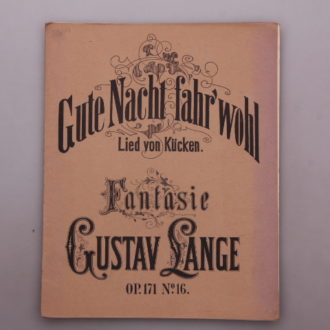 Gute Nacht fahr' wohl
Lied von Kücken.
Fantasie
GUSTAV LANGE
OP. 171 No 16.